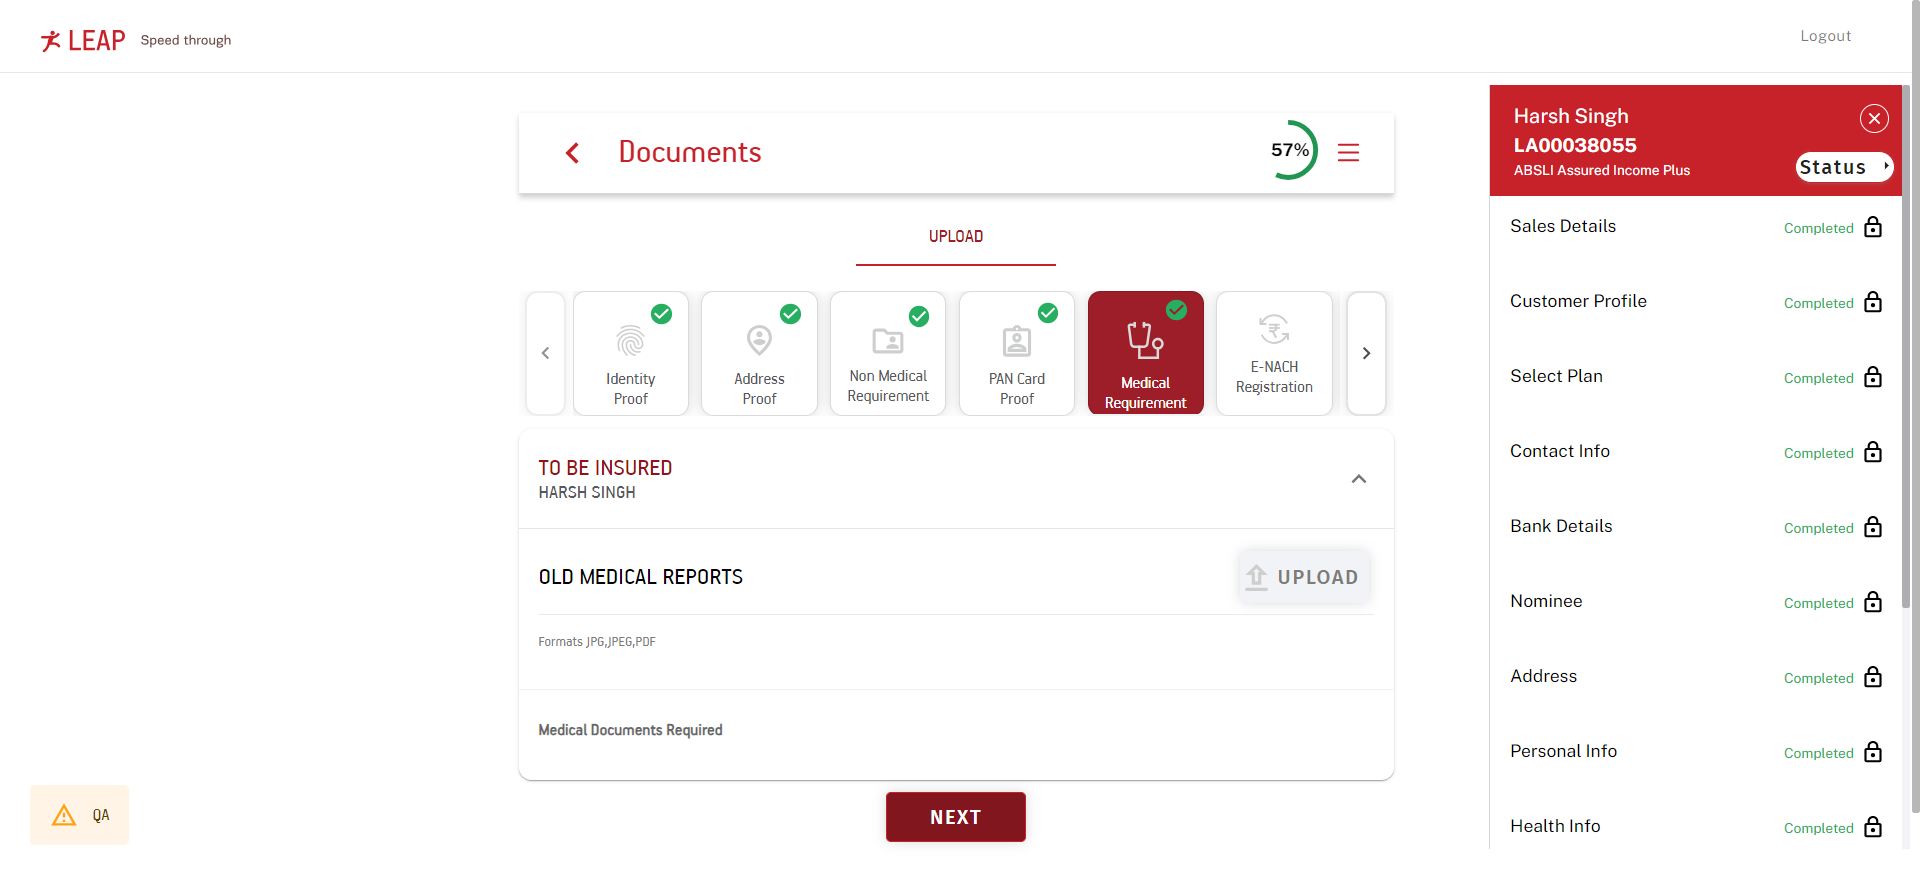 LEAP Speed through
Logout
Documents
57%
UPLOAD
Identity
Proof
Address
Proof
Non Medical
Requirement
PAN Card
Proof
Medical
Requirement
E-NACH
Registration
TO BE INSURED
HARSH SINGH
OLD MEDICAL REPORTS
UPLOAD
Formats JPG,JPEG,PDF
Medical Documents Required
NEXT
QA
Harsh Singh
LA00038055
ABSLI Assured Income Plus
Status
Sales Details Completed
Customer Profile Completed
Select Plan Completed
Contact Info Completed
Bank Details Completed
Nominee Completed
Address Completed
Personal Info Completed
Health Info Completed